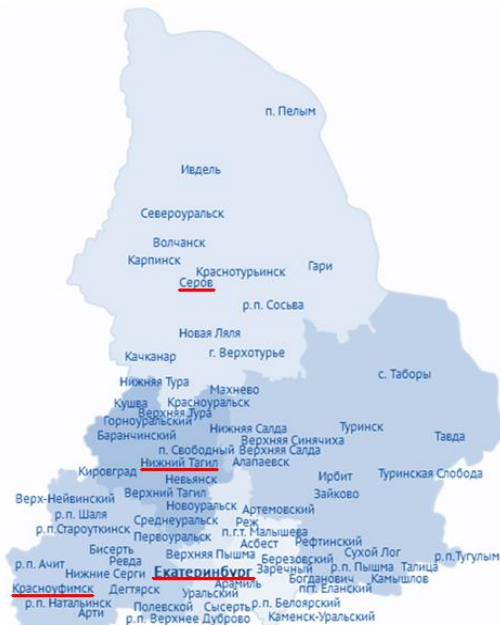 п. Пелым
Ивдель
Североуральск
Волчанск
Карпинск
Краснотурьинск
Гари
Серов
р.п. Сосьва
Новая Ляля
Качканар
г. Верхотурье
Нижняя Тура
с. Таборы
Махнево
Кушва
Красноуральск
Верхняя Тура
Горноуральский
Нижняя Салда
Туринск
Баранчинский
Верхняя Синячиха
Тавда
п. Свободный
Верхняя Салда
Нижний Тагил
Алапаевск
Кировград
Невьянск
Ирбит
Туринская Слобода
Верх-Нейвинский
Верхний Тагил
Зайково
Новоуральск
Артемовский
р.п. Шаля
Среднеуральск
Реж
р.п.Староуткинск
п.г.т. Малышева
Первоуральск
Асбест
Рефтинский
Бисерть
Верхняя Пышма
Березовский
Сухой Лог
р.п.Тугулым
р.п. Ачит
Ревда
Заречный
р.п. Пышма
Талица
Нижние Серги
Екатеринбург
Богданович
Камышлов
Красноуфимск
Дегтярск
Арамиль
пгт. Еланский
Уральский
р.п. Натальинск
Полевской
Сысерть
р.п. Белоярский
Арти
р.п. Верхнее Дуброво
Каменск-Уральский